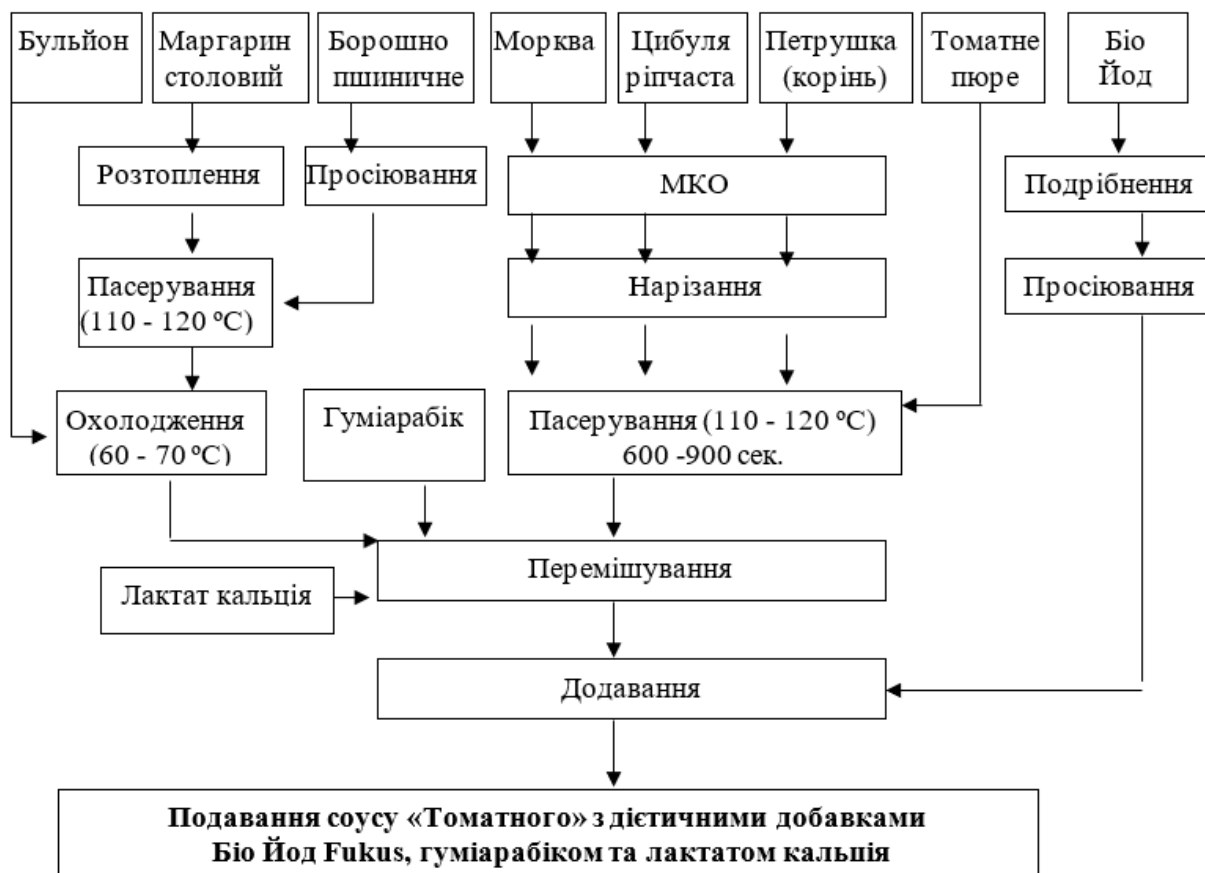 Бульйон
Маргарин
столовий
Борошно
пшиничне
Морква
Цибуля
ріпчаста
Петрушка
(корінь)
Томатне
пюре
Біо
Йод
Розтоплення
Просіювання
МКО
Подрібнення
Пасерування
(110 - 120 ºС)
Нарізання
Просіювання
Охолодження
(60 - 70 ºС)
Гуміарабік
Пасерування (110 - 120 ºС)
600 -900 сек.
Перемішування
Лактат кальція
Додавання
Подавання соусу «Томатного» з дієтичними добавками
Біо Йод Fukus, гуміарабіком та лактатом кальція